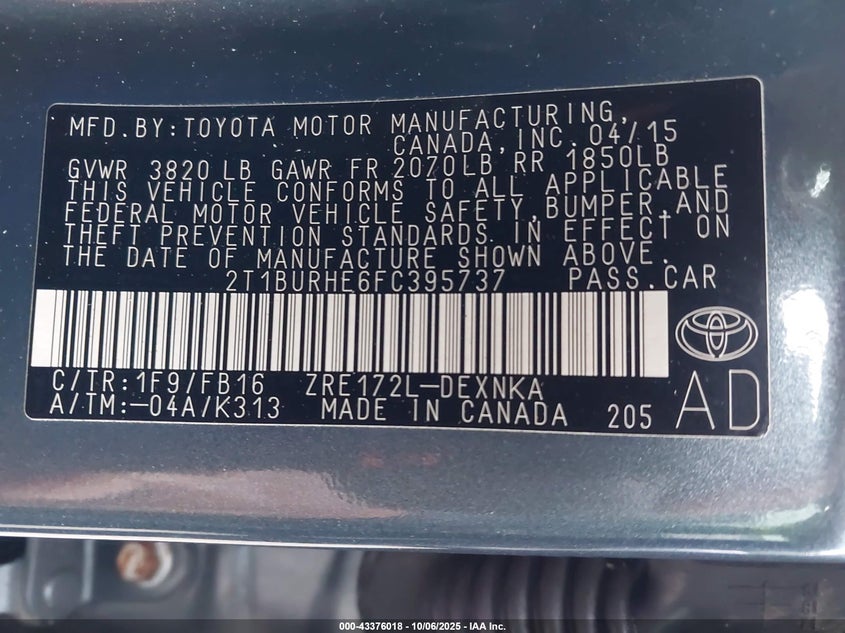 MFD.BY:TOYOTA MOTOR MANUFACTURING,
CANADA,INC. 04/15
GVWR 3820 LB GAWR FR 2070LB RR 1850LB
THIS VEHICLE CONFORMS TO ALL APPLICABLE
FEDERAL MOTOR VEHICLE SAFETY,BUMPER,AND
THEFT PREVENTION STANDARDS IN EFFECT ON
THE DATE OF MANUFACTURE SHOWN ABOVE.
2T1BURHE6FC395737 PASS.CAR
C/TR:1F9/FB16 ZRE172L-DEXNKA
A/TM:-04A/K313 MADE IN CANADA 205 AD
000-43376018 - 10/06/2025 - IAA Inc.